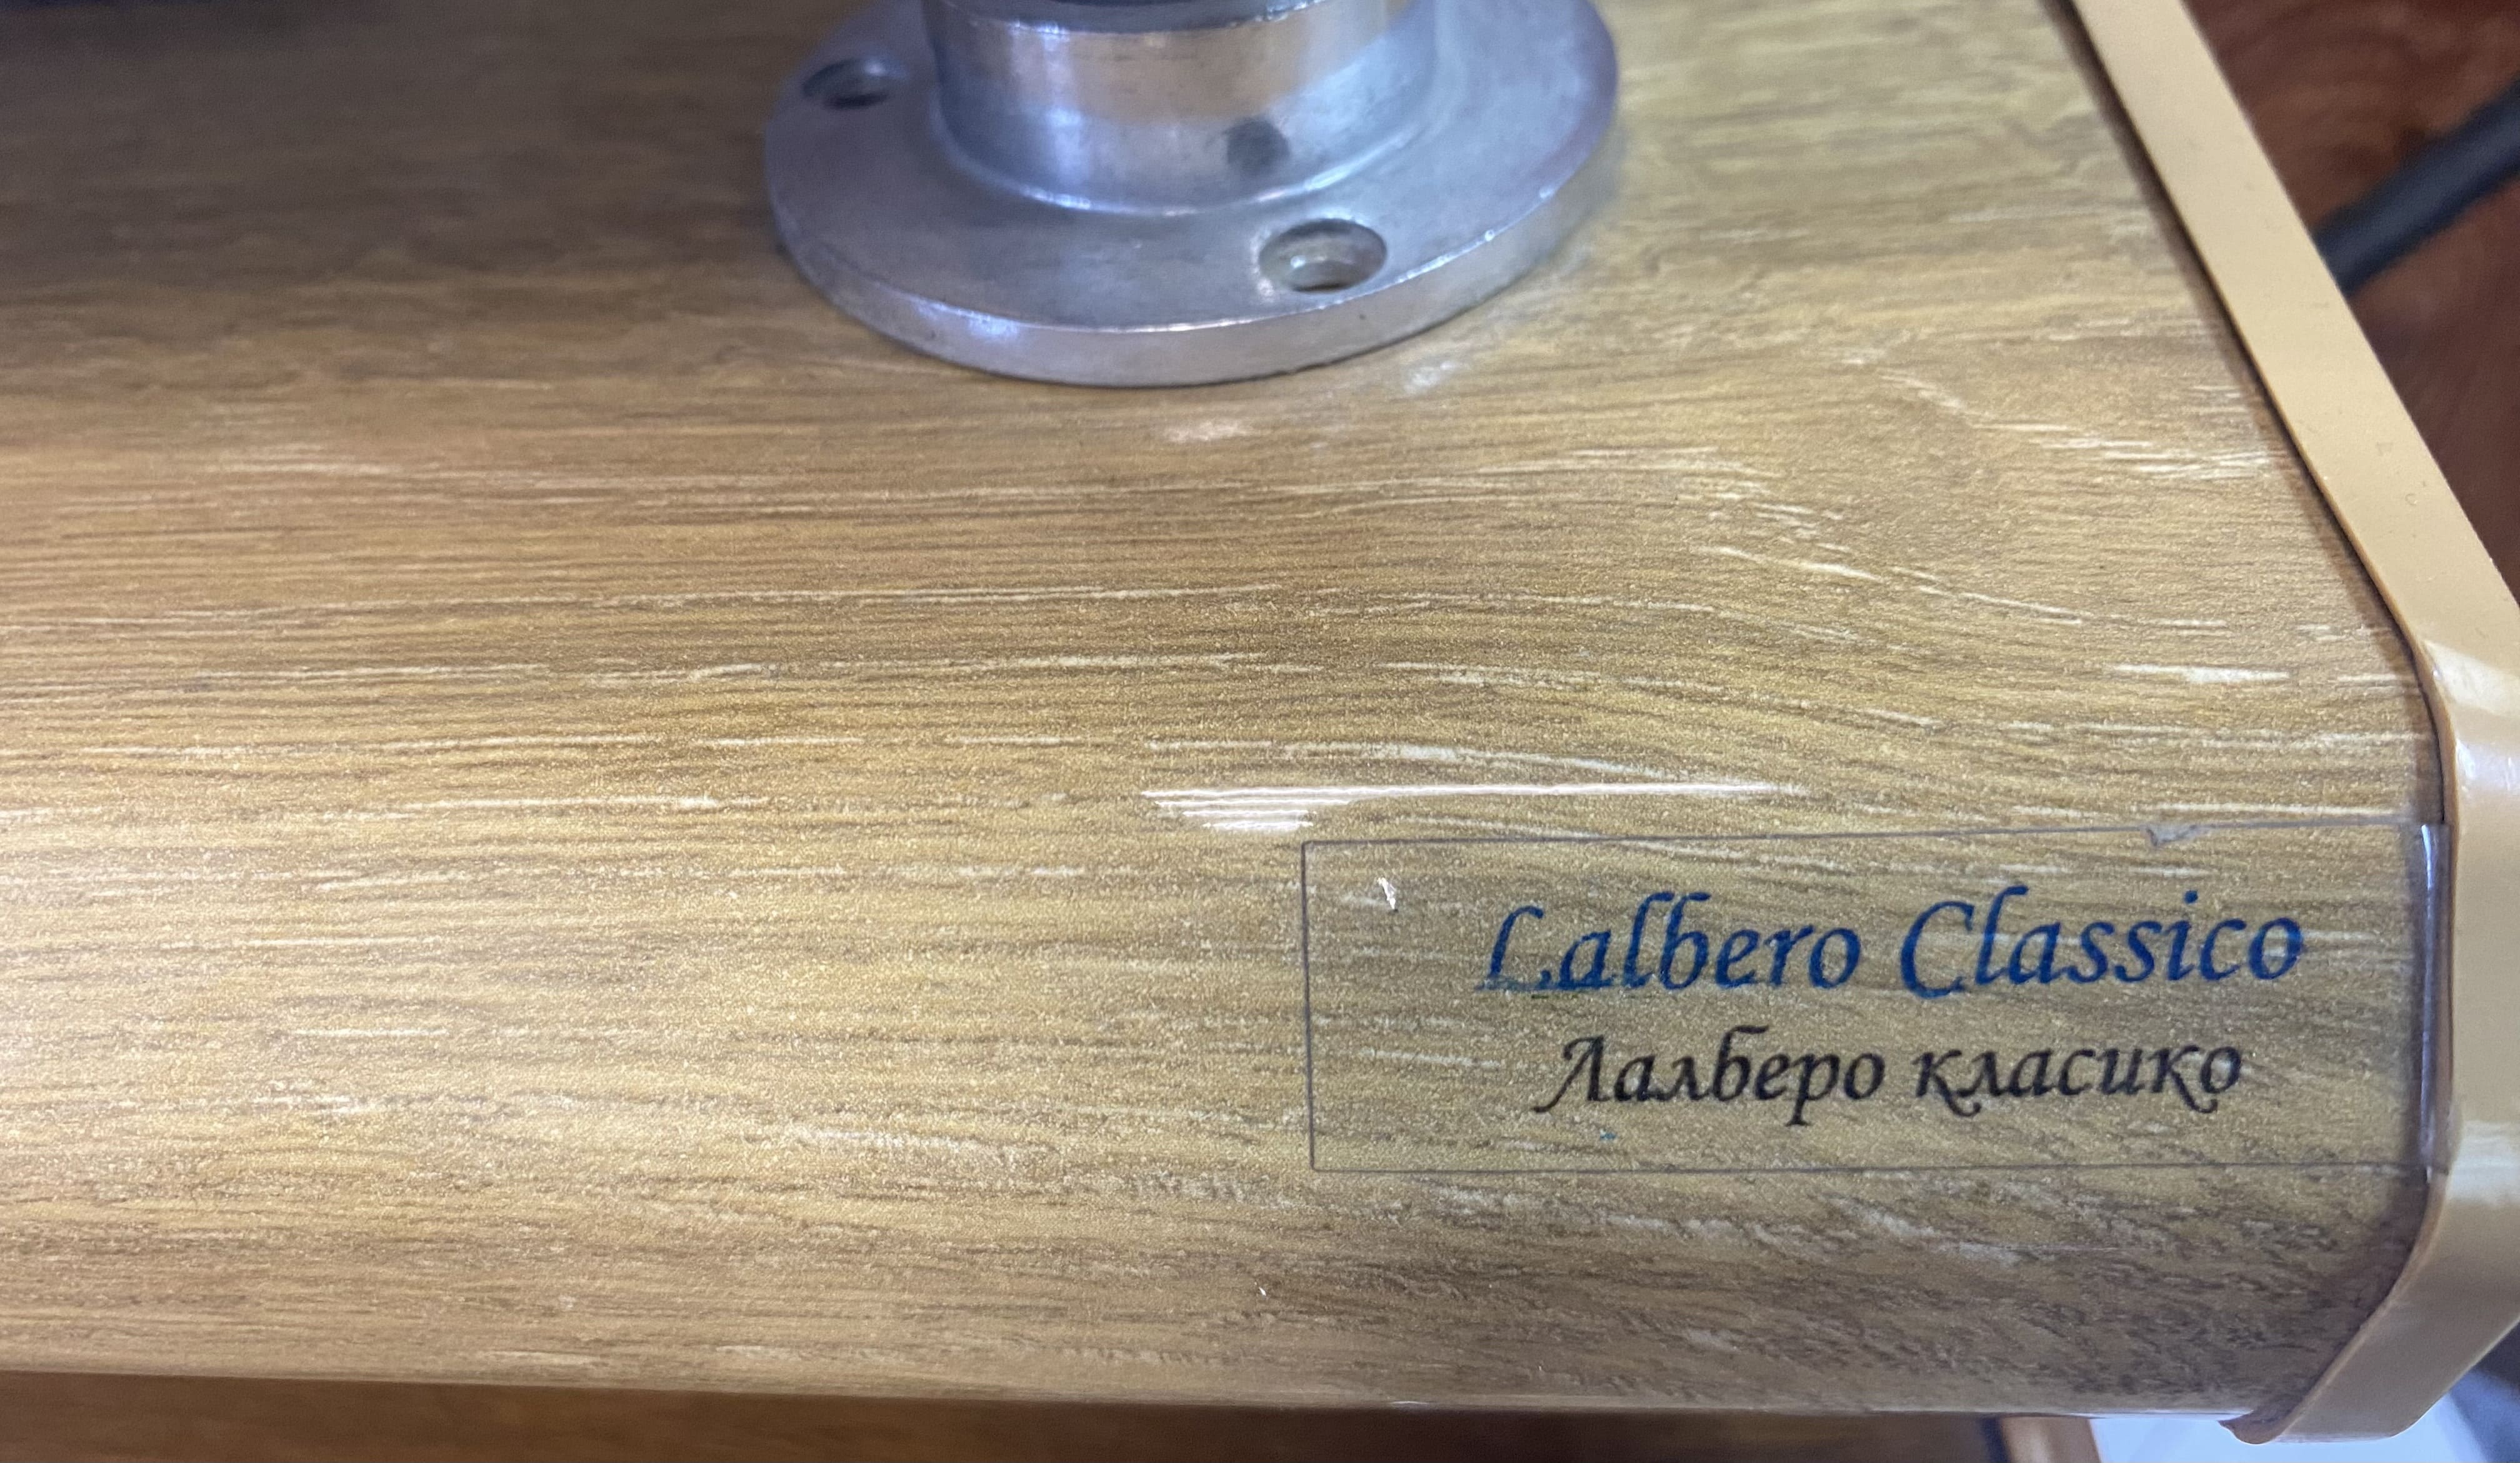 Lalbero Classico
Лалберо класико